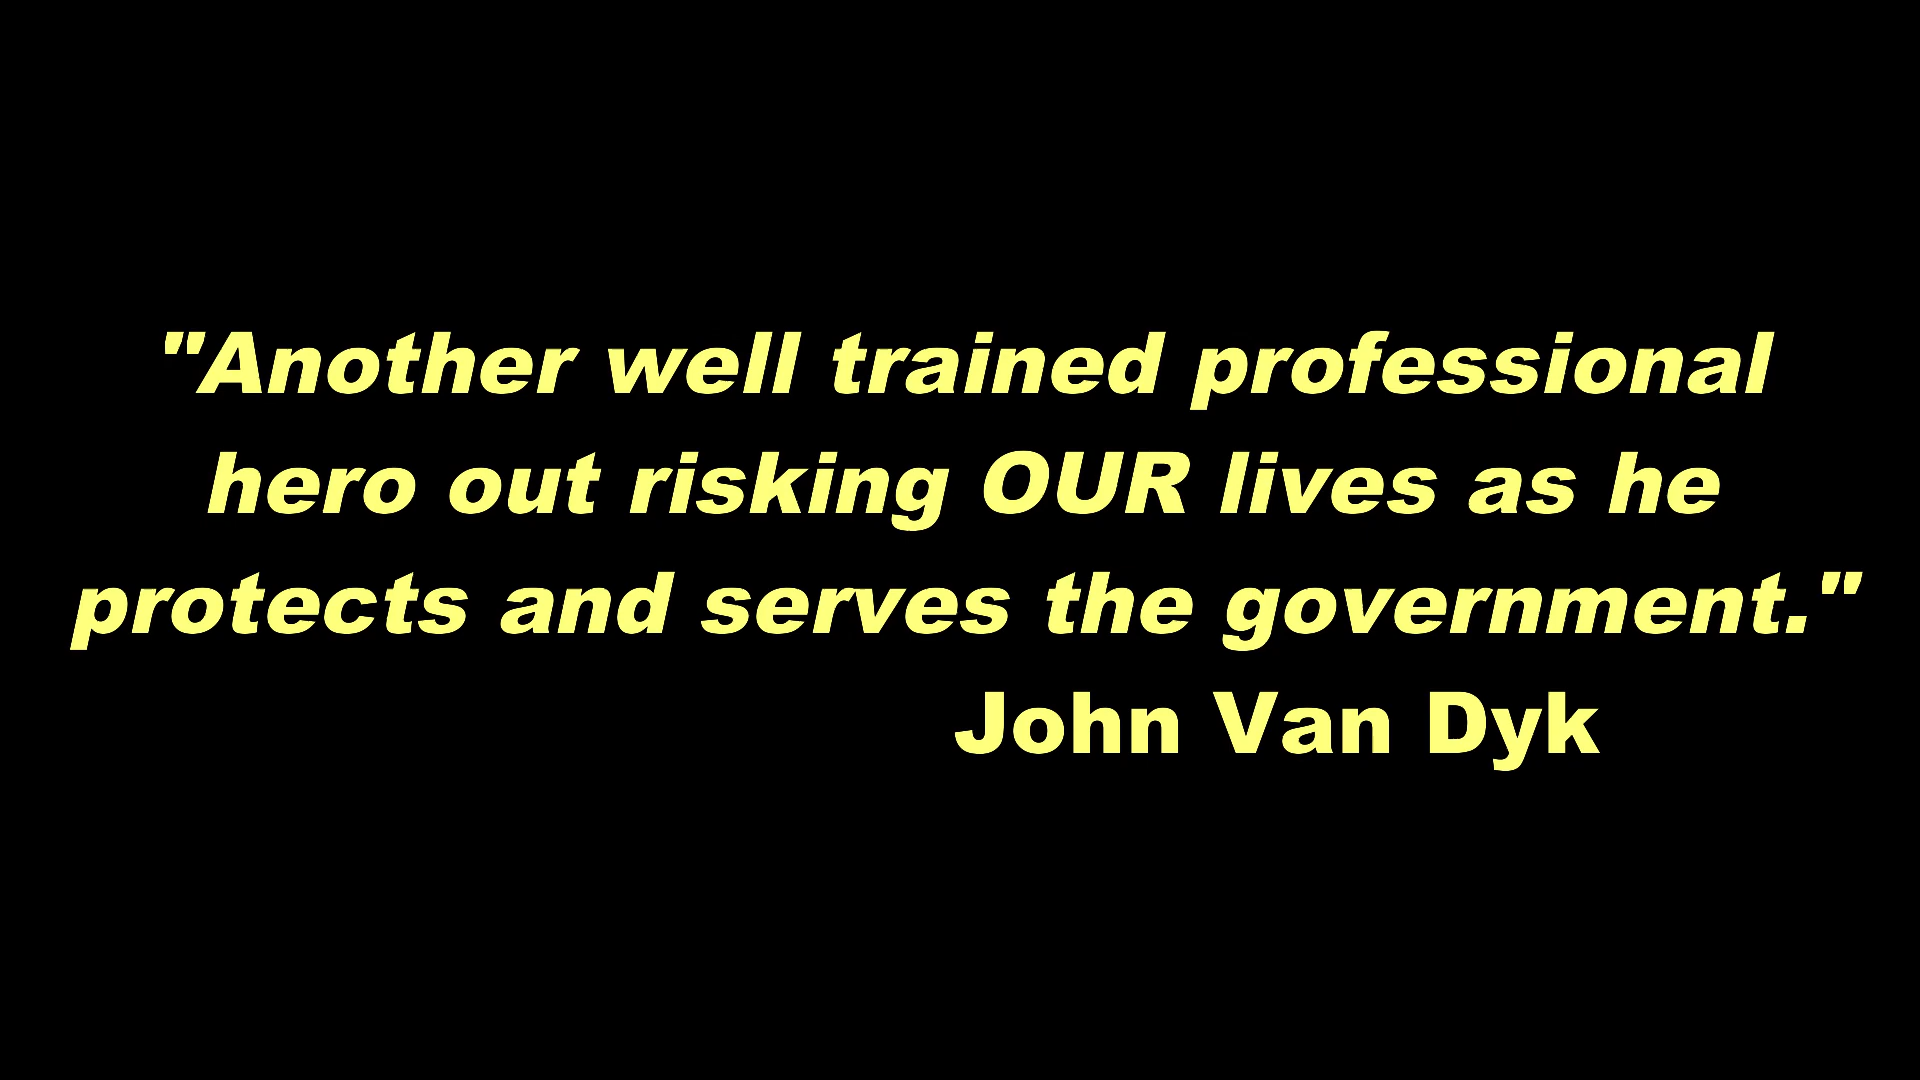 "Another well trained professional
hero out risking OUR lives as he
protects and serves the government."
John Van Dyk